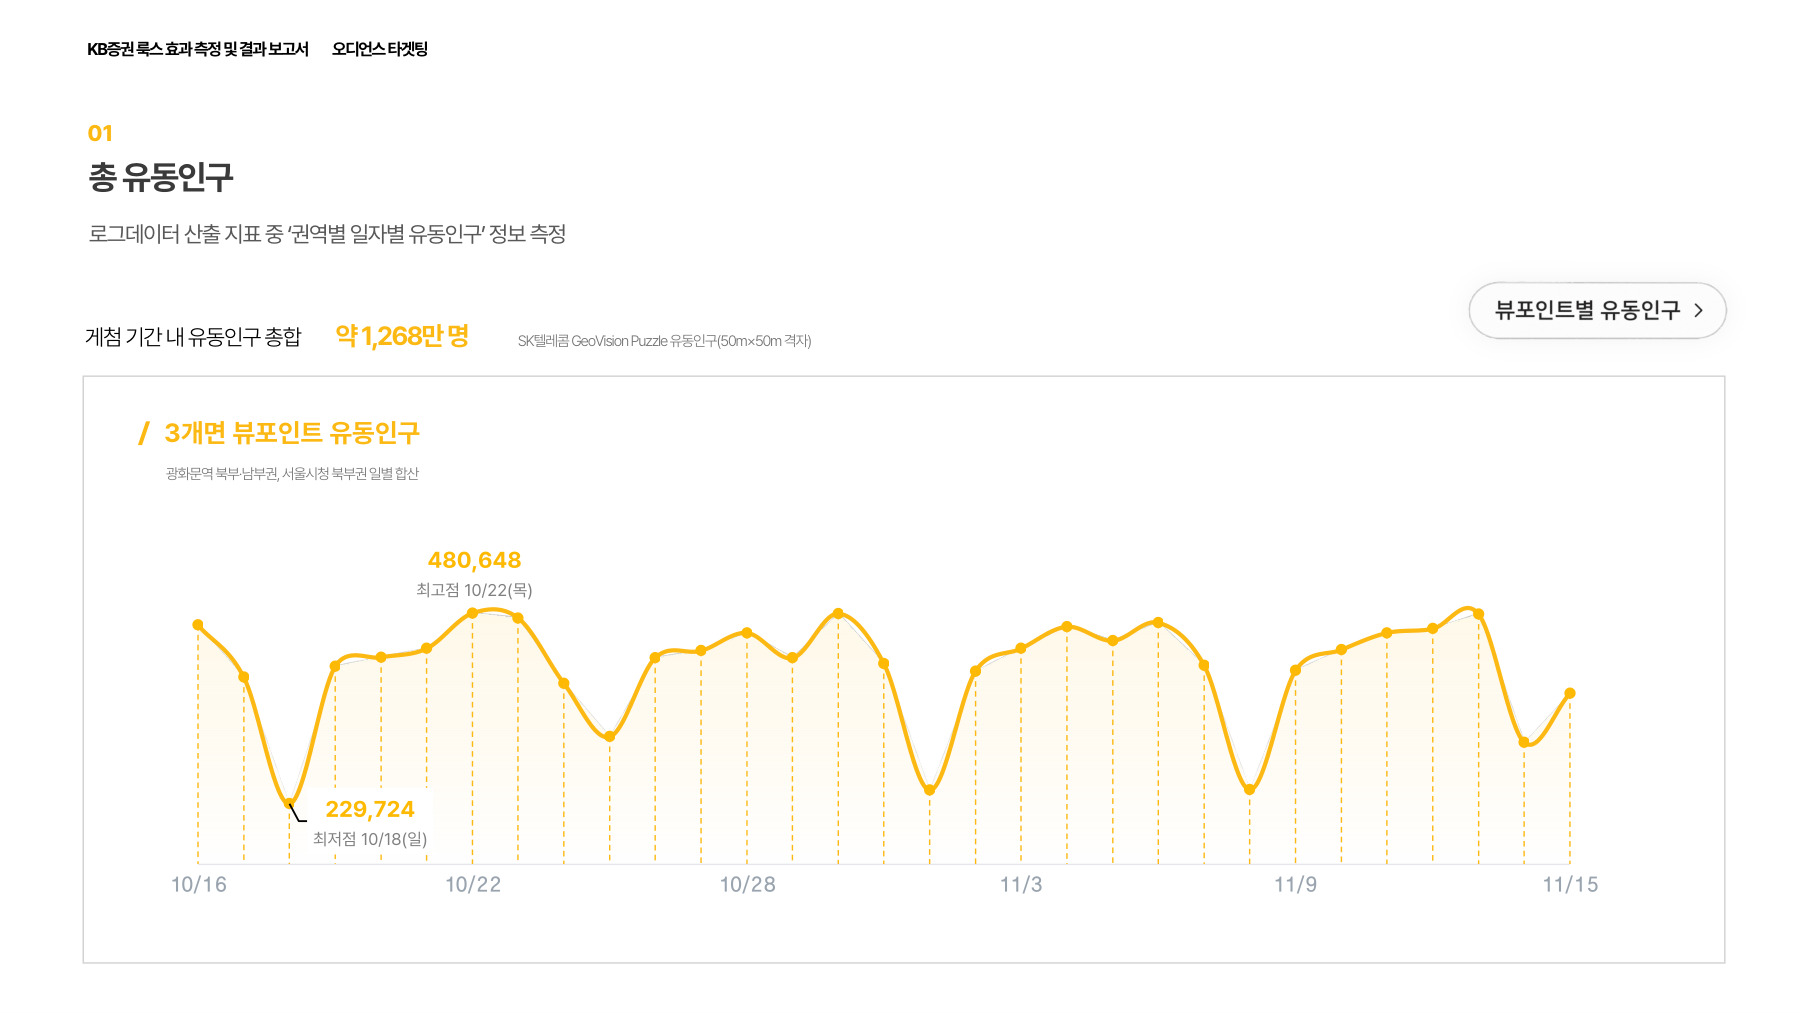 KB증권 룩스 효과 측정 및 결과 보고서 오디언스 타겟팅
01
총 유동인구
로그데이터 산출 지표 중 ‘권역별 일자별 유동인구’ 정보 측정
뷰포인트별 유동인구 >
게첨 기간 내 유동인구 총합 약 1,268만 명 SK텔레콤 GeoVision Puzzle 유동인구(50m×50m 격자)
/ 3개면 뷰포인트 유동인구
광화문역 북부·남부권, 서울시청 북부권 일별 합산
480,648
최고점 10/22(목)
229,724
최저점 10/18(일)
10/16 10/22 10/28 11/3 11/9 11/15